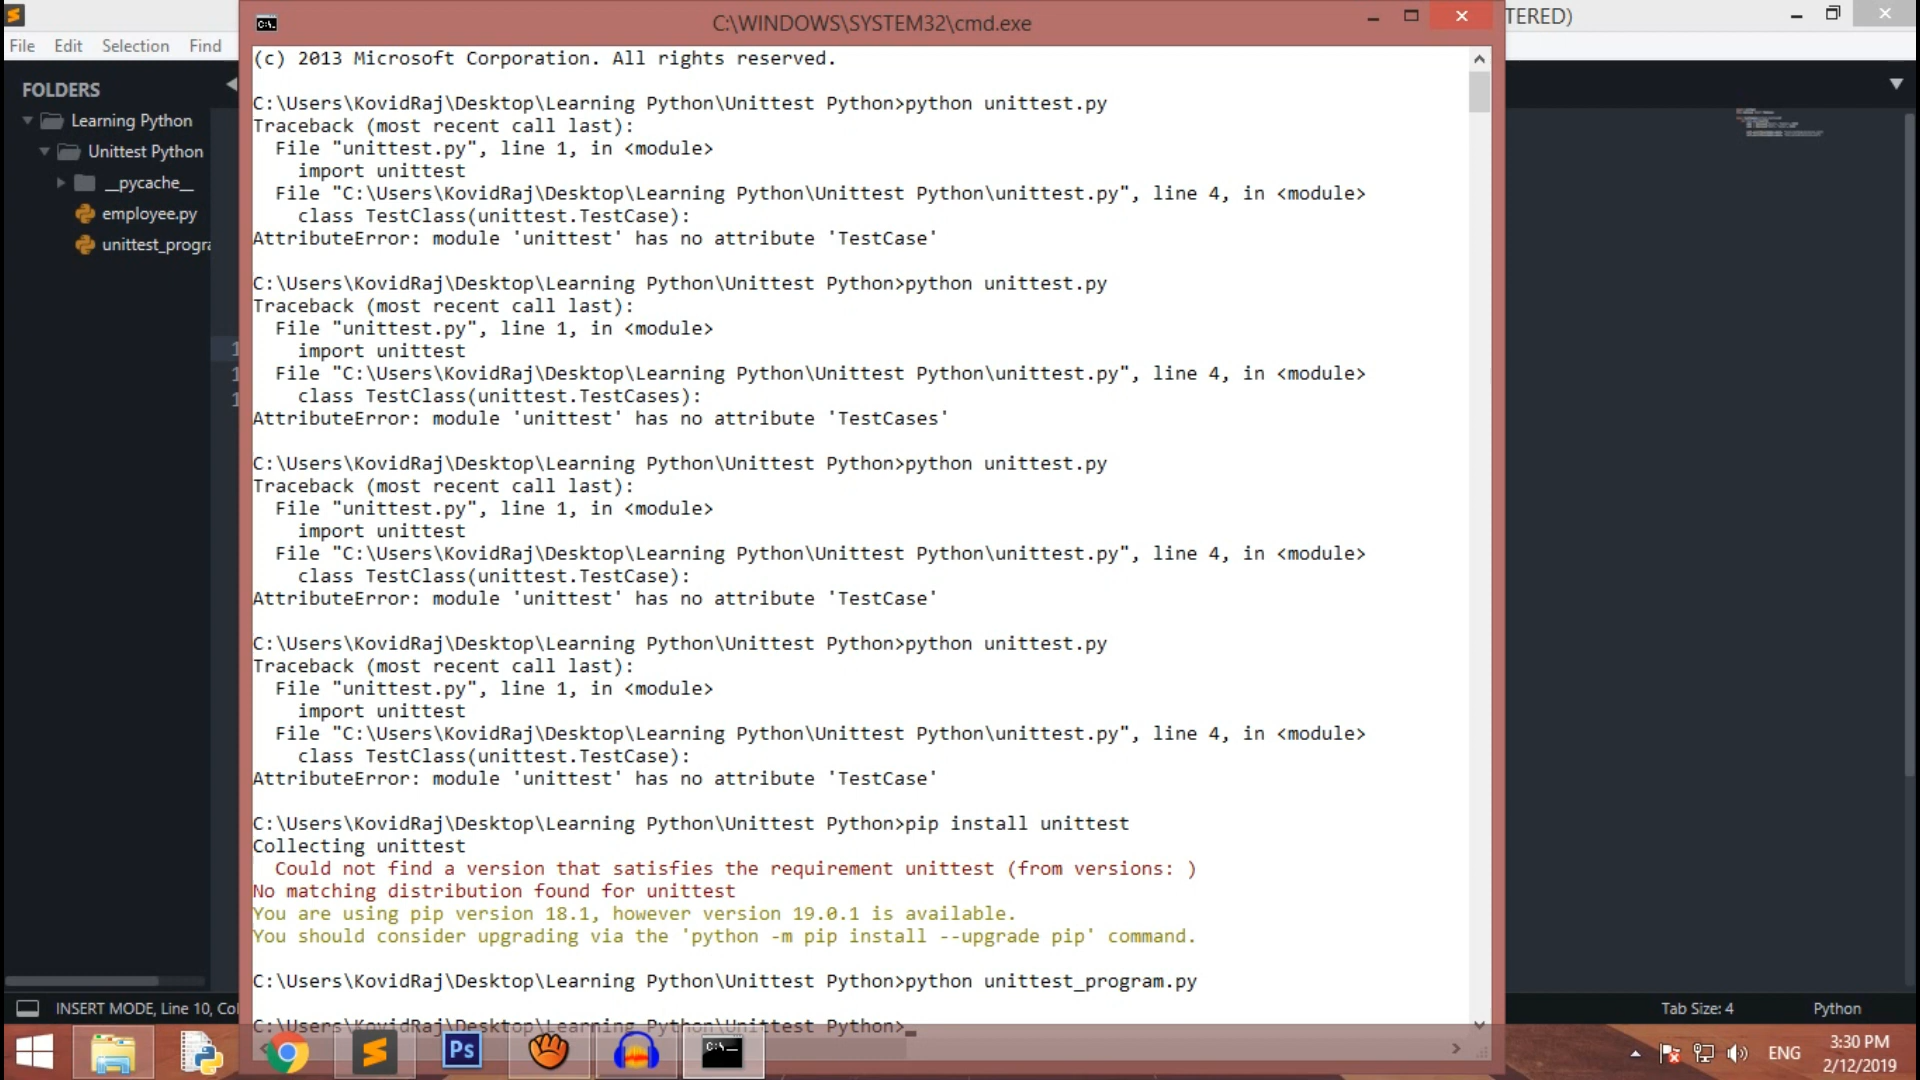 C:\WINDOWS\SYSTEM32\cmd.exe
TERED)
File Edit Selection Find
(c) 2013 Microsoft Corporation. All rights reserved.
FOLDERS
Learning Python
Unittest Python
__pycache__
employee.py
unittest_progra
C:\Users\KovidRaj\Desktop\Learning Python\Unittest Python>python unittest.py
Traceback (most recent call last):
  File "unittest.py", line 1, in <module>
    import unittest
  File "C:\Users\KovidRaj\Desktop\Learning Python\Unittest Python\unittest.py", line 4, in <module>
    class TestClass(unittest.TestCase):
AttributeError: module 'unittest' has no attribute 'TestCase'
C:\Users\KovidRaj\Desktop\Learning Python\Unittest Python>python unittest.py
Traceback (most recent call last):
  File "unittest.py", line 1, in <module>
    import unittest
  File "C:\Users\KovidRaj\Desktop\Learning Python\Unittest Python\unittest.py", line 4, in <module>
    class TestClass(unittest.TestCases):
AttributeError: module 'unittest' has no attribute 'TestCases'
C:\Users\KovidRaj\Desktop\Learning Python\Unittest Python>python unittest.py
Traceback (most recent call last):
  File "unittest.py", line 1, in <module>
    import unittest
  File "C:\Users\KovidRaj\Desktop\Learning Python\Unittest Python\unittest.py", line 4, in <module>
    class TestClass(unittest.TestCase):
AttributeError: module 'unittest' has no attribute 'TestCase'
C:\Users\KovidRaj\Desktop\Learning Python\Unittest Python>python unittest.py
Traceback (most recent call last):
  File "unittest.py", line 1, in <module>
    import unittest
  File "C:\Users\KovidRaj\Desktop\Learning Python\Unittest Python\unittest.py", line 4, in <module>
    class TestClass(unittest.TestCase):
AttributeError: module 'unittest' has no attribute 'TestCase'
C:\Users\KovidRaj\Desktop\Learning Python\Unittest Python>pip install unittest
Collecting unittest
  Could not find a version that satisfies the requirement unittest (from versions: )
No matching distribution found for unittest
You are using pip version 18.1, however version 19.0.1 is available.
You should consider upgrading via the 'python -m pip install --upgrade pip' command.
C:\Users\KovidRaj\Desktop\Learning Python\Unittest Python>python unittest_program.py
C:\Users\KovidRaj\Desktop\Learning Python\Unittest Python>
INSERT MODE, Line 10, Col
Tab Size: 4
Python
Ps
ENG
3:30 PM
2/12/2019